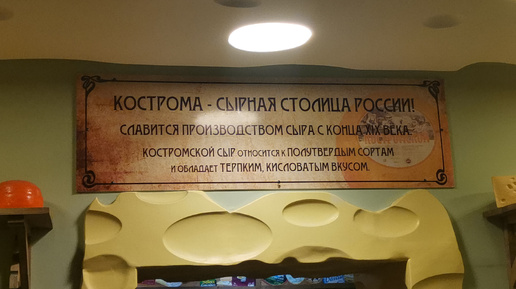 КОСТРОМА - СЫРНАЯ СТОЛИЦА РОССИИ!
СЛАВИТСЯ ПРОИЗВОДСТВОМ СЫРА С КОНЦА XIX ВЕКА.
КОСТРОМСКОЙ СЫР ОТНОСИТСЯ К ПОЛУТВЕРДЫМ СОРТАМ
И ОБЛАДАЕТ ТЕРПКИМ, КИСЛОВАТЫМ ВКУСОМ.